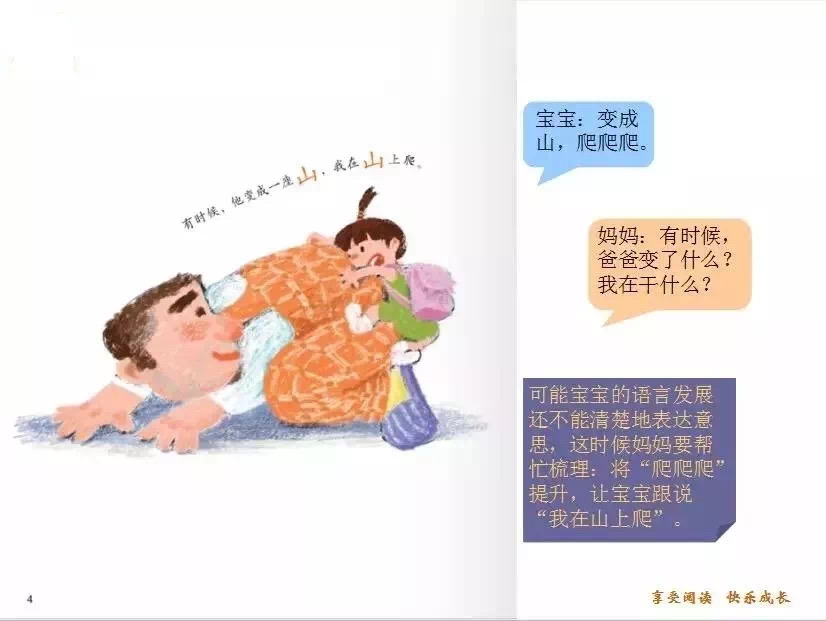 有时候，他变成一座山，我在山上爬。
宝宝：变成
山，爬爬爬。
妈妈：有时候，
爸爸变了什么？
我在干什么？
可能宝宝的语言发展
还不能清楚地表达意
思，这时候妈妈要帮
忙梳理：将“爬爬爬”
提升，让宝宝跟说
“我在山上爬”。
4
享受阅读 快乐成长